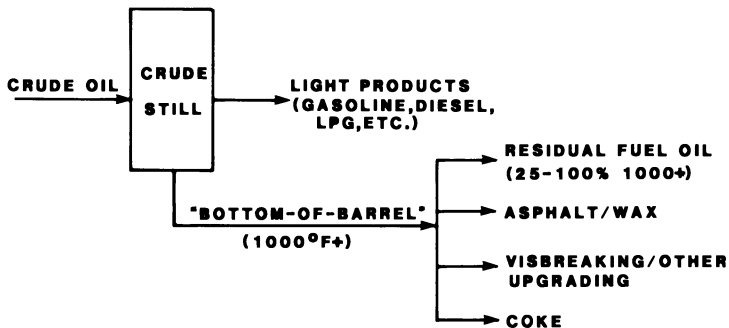 CRUDE OIL
CRUDE
STILL
LIGHT PRODUCTS
(GASOLINE,DIESEL,
LPG,ETC.)
"BOTTOM-OF-BARREL"
(1000⁰F+)
RESIDUAL FUEL OIL
(25-100% 1000+)
ASPHALT/WAX
VISBREAKING/OTHER
UPGRADING
COKE